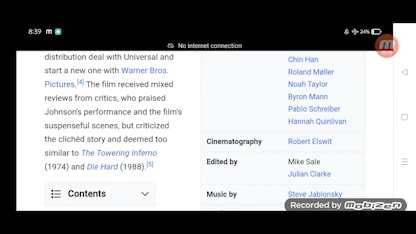 8:39
24%
No internet connection
distribution deal with Universal and
start a new one with Warner Bros.
Pictures.[4] The film received mixed
reviews from critics, who praised
Johnson's performance and the film's
suspenseful scenes, but criticized
the clichéd story and deemed too
similar to The Towering Inferno
(1974) and Die Hard (1988).[5]
Contents
Chin Han
Roland Møller
Noah Taylor
Byron Mann
Pablo Schreiber
Hannah Quinlivan
Cinematography Robert Elswit
Edited by Mike Sale
Julian Clarke
Music by Steve Jablonsky
Recorded by Mobizen